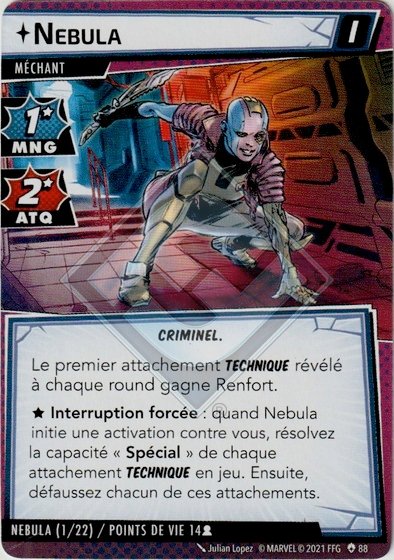 NEBULA
I
MÉCHANT
1
MNG
2
ATQ
CRIMINEL.
Le premier attachement TECHNIQUE révélé
à chaque round gagne Renfort.
★ Interruption forcée : quand Nebula
initie une activation contre vous, résolvez
la capacité « Spécial » de chaque
attachement TECHNIQUE en jeu. Ensuite,
défaussez chacun de ces attachements.
NEBULA (1/22) / POINTS DE VIE 14
Julian Lopez © MARVEL © 2021 FFG 88